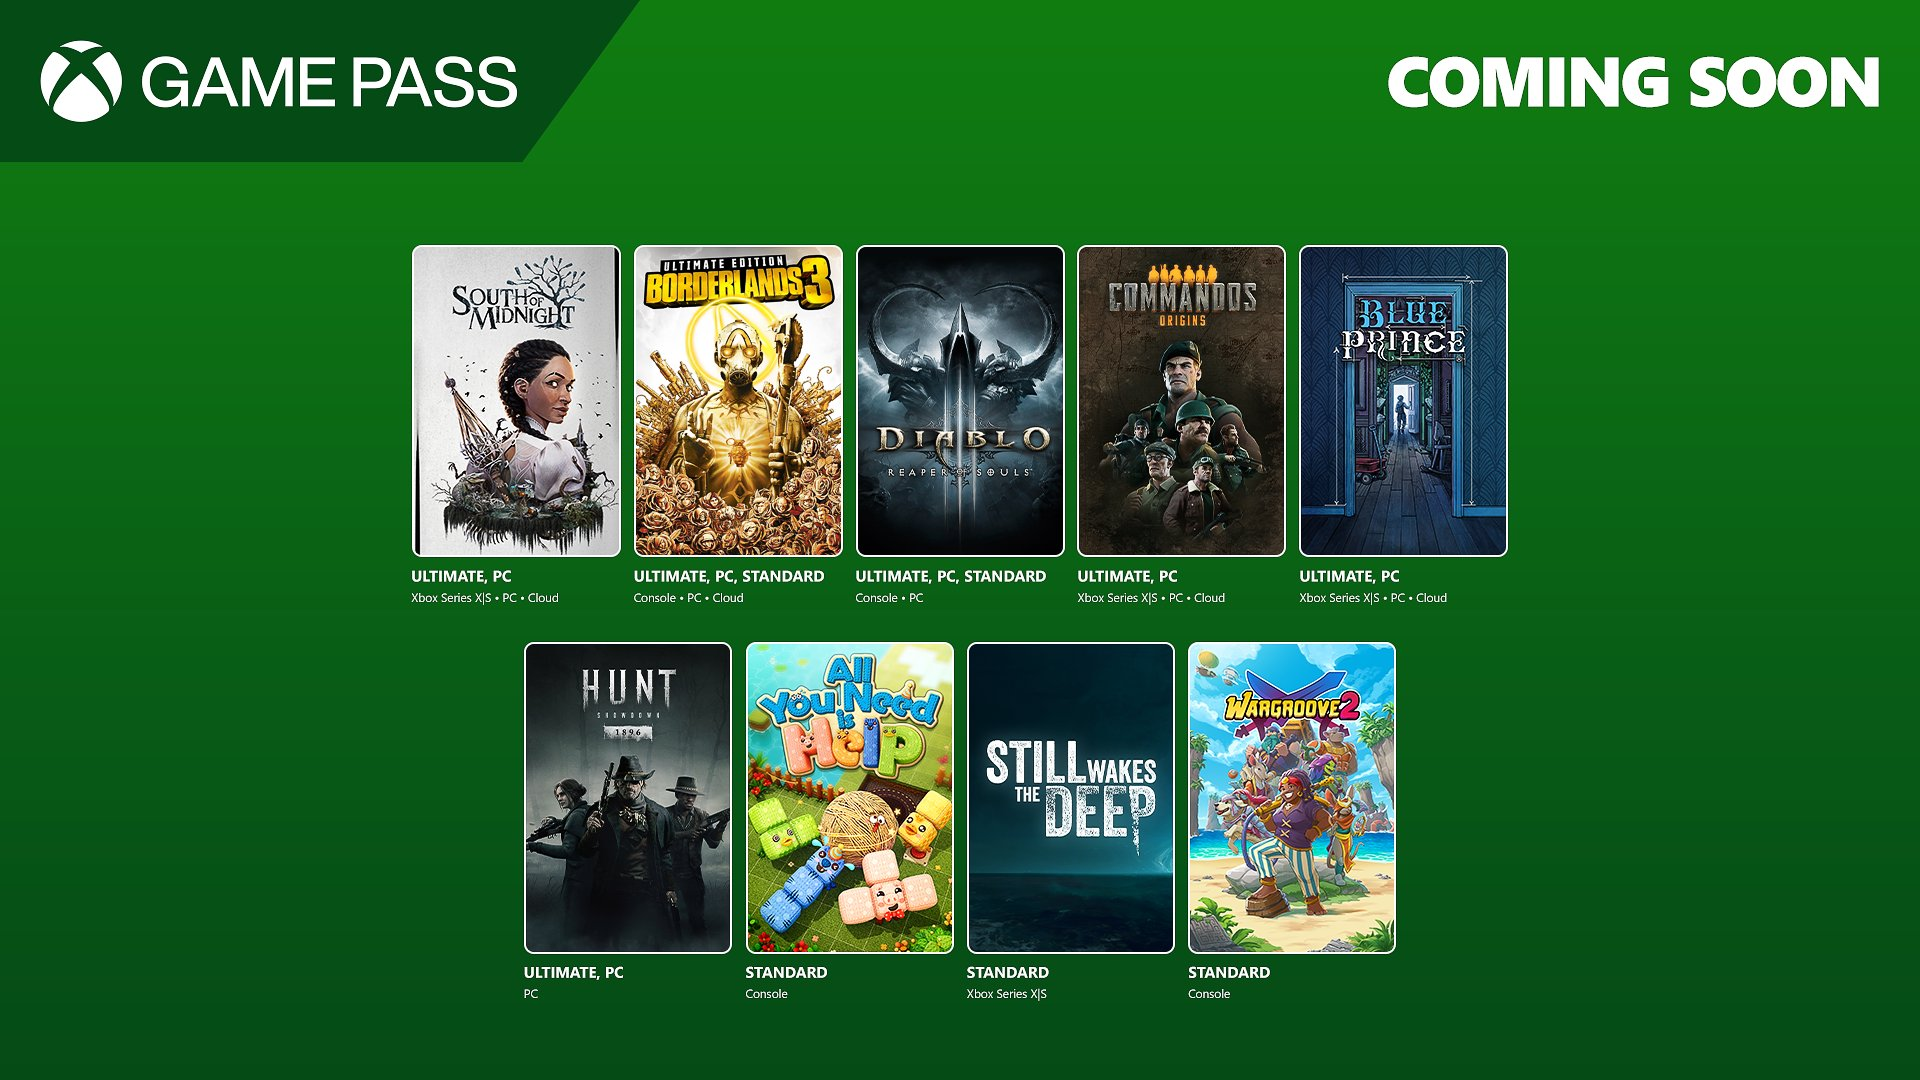 GAME PASS
COMING SOON
SOUTH OF
MIDNIGHT
ULTIMATE EDITION
BORDERLANDS 3
DIABLO
REAPER OF SOULS
COMMANDOS
ORIGINS
BLUE
PRINCE
ULTIMATE, PC
Xbox Series X|S • PC • Cloud
ULTIMATE, PC, STANDARD
Console • PC • Cloud
ULTIMATE, PC, STANDARD
Console • PC
ULTIMATE, PC
Xbox Series X|S • PC • Cloud
ULTIMATE, PC
Xbox Series X|S • PC • Cloud
HUNT
SHOWDOWN
1896
All
You Need
is
Help
STILL WAKES
THE DEEP
WARGROOVE 2
ULTIMATE, PC
PC
STANDARD
Console
STANDARD
Xbox Series X|S
STANDARD
Console